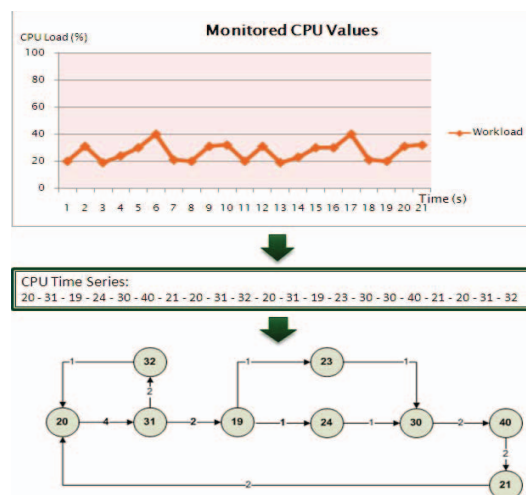 Monitored CPU Values
CPU Load (%)
100
80
60
40
20
0
Workload
1 2 3 4 5 6 7 8 9 10 11 12 13 14 15 16 17 18 19 20 21
Time (s)
CPU Time Series:
20 - 31 - 19 - 24 - 30 - 40 - 21 - 20 - 31 - 32 - 20 - 31 - 19 - 23 - 30 - 30 - 40 - 21 - 20 - 31 - 32
1 32 1 23 1
2
20 4 31 2 19 1 24 1 30 2 40
2
2 21